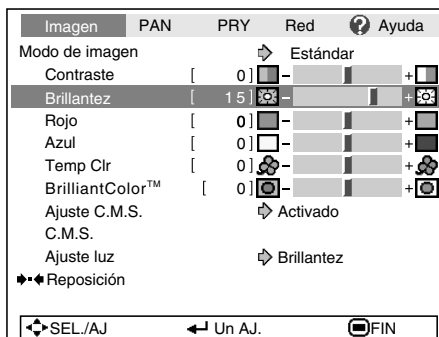 Imagen PAN PRY Red ? Ayuda
Modo de imagen Estándar
Contraste [ 0 ] - +
Brillantez [ 15 ] - +
Rojo [ 0 ] - +
Azul [ 0 ] - +
Temp Clr [ 0 ] - +
BrilliantColor™ [ 0 ] - +
Ajuste C.M.S. Activado
C.M.S.
Ajuste luz Brillantez
Reposición
SEL./AJ Un AJ. FIN